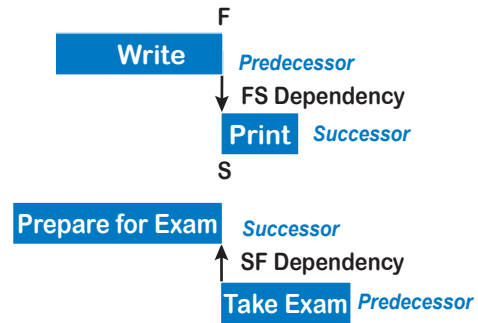 F
Write
Predecessor
FS Dependency
Print Successor
S
Prepare for Exam
Successor
SF Dependency
Take Exam Predecessor